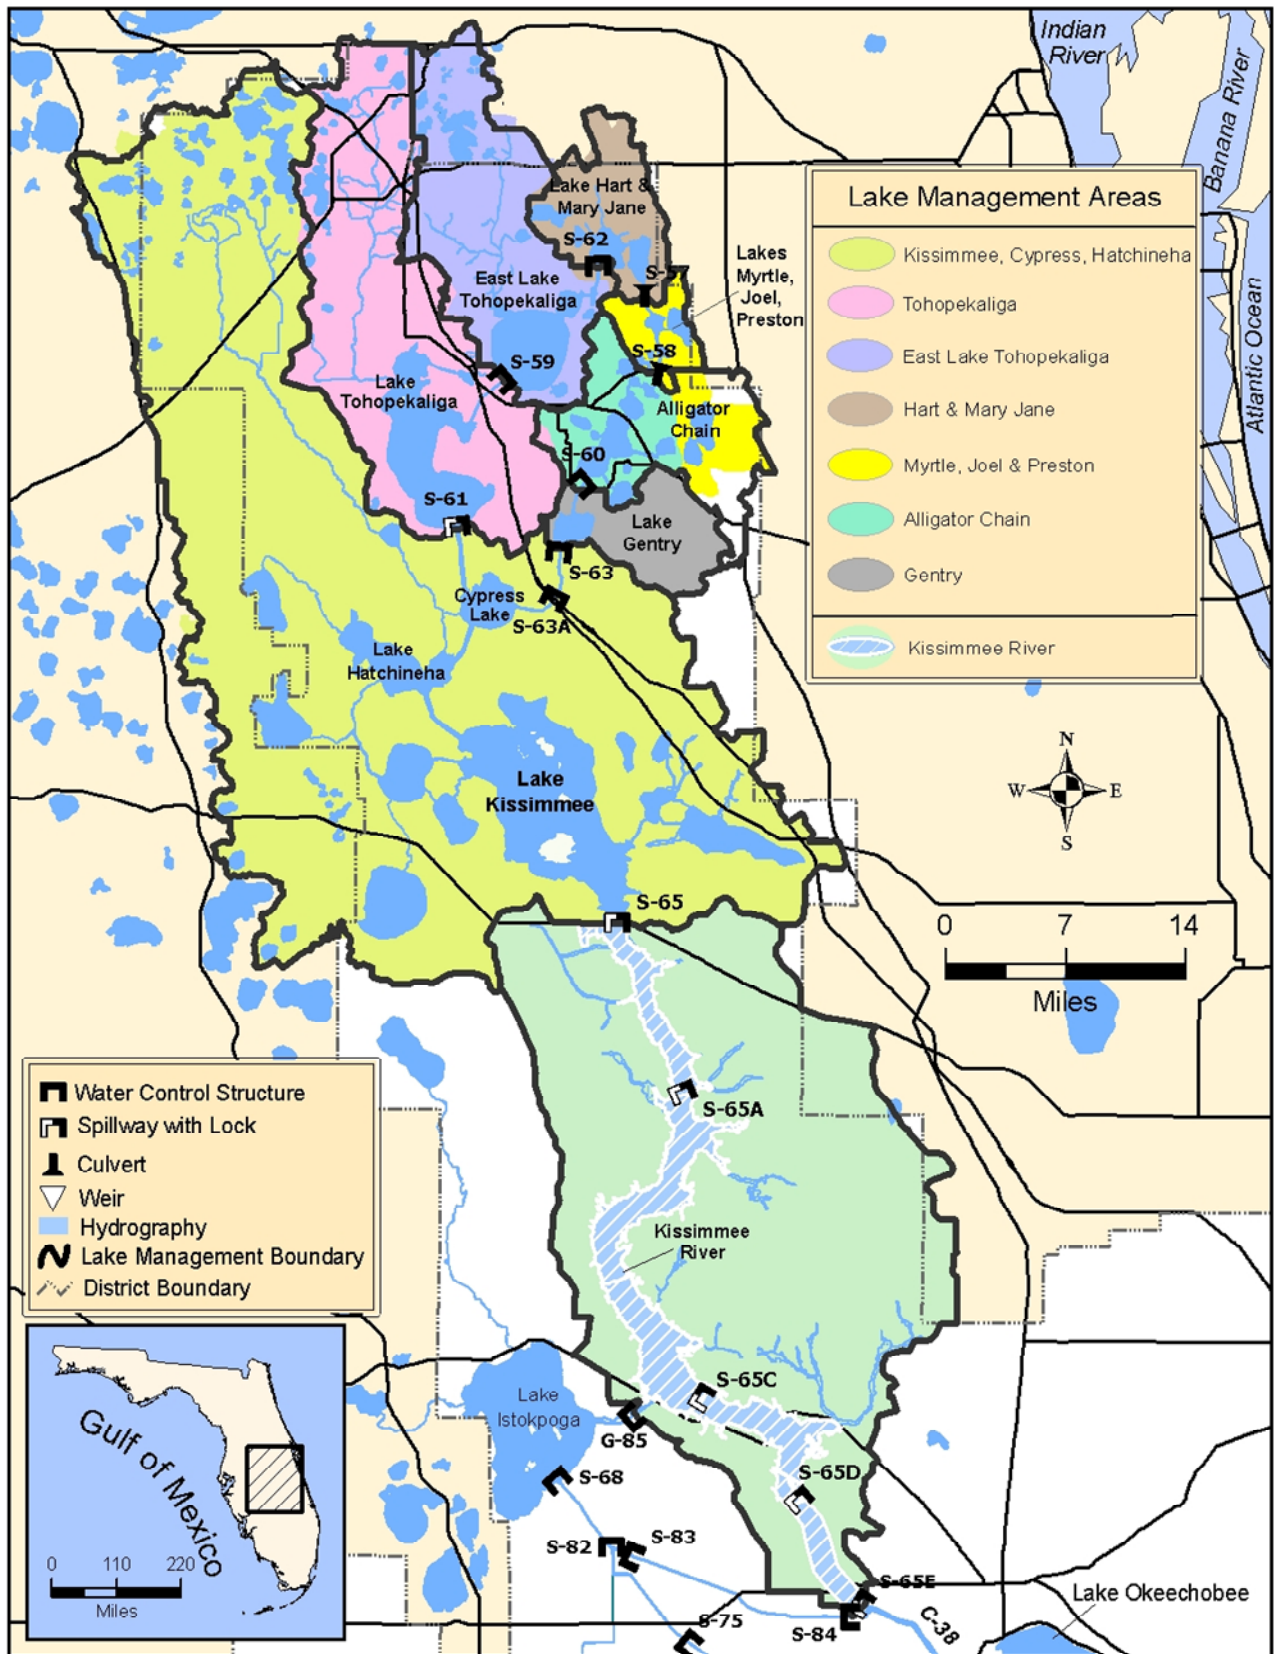 Indian
River
Banana River
Atlantic Ocean
Lake Management Areas
Kissimmee, Cypress, Hatchineha
Tohopekaliga
East Lake Tohopekaliga
Hart & Mary Jane
Myrtle, Joel & Preston
Alligator Chain
Gentry
Kissimmee River
Lake Hart &
Mary Jane
S-62
S-57
Lakes
Myrtle,
Joel,
Preston
East Lake
Tohopekaliga
S-59
S-58
Lake
Tohopekaliga
Alligator
Chain
S-60
S-61
Lake
Gentry
S-63
Cypress
Lake
S-63A
Lake
Hatchineha
Lake
Kissimmee
N
W
E
S
S-65
0 7 14
Miles
S-65A
Water Control Structure
Spillway with Lock
Culvert
Weir
Hydrography
Lake Management Boundary
District Boundary
Kissimmee
River
Gulf of Mexico
0 110 220
Miles
S-65C
Lake
Istokpoga
G-85
S-68
S-65D
S-82
S-83
S-65E
S-75
S-84
C-38
Lake Okeechobee